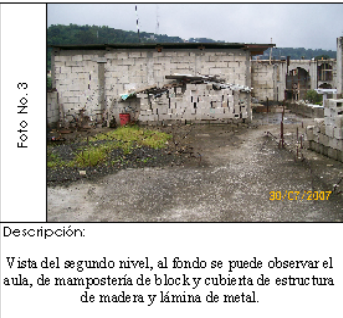 Foto No. 3
30/07/2007
Descripción:
Vista del segundo nivel, al fondo se puede observar el
aula, de mampostería de block y cubierta de estructura
de madera y lámina de metal.